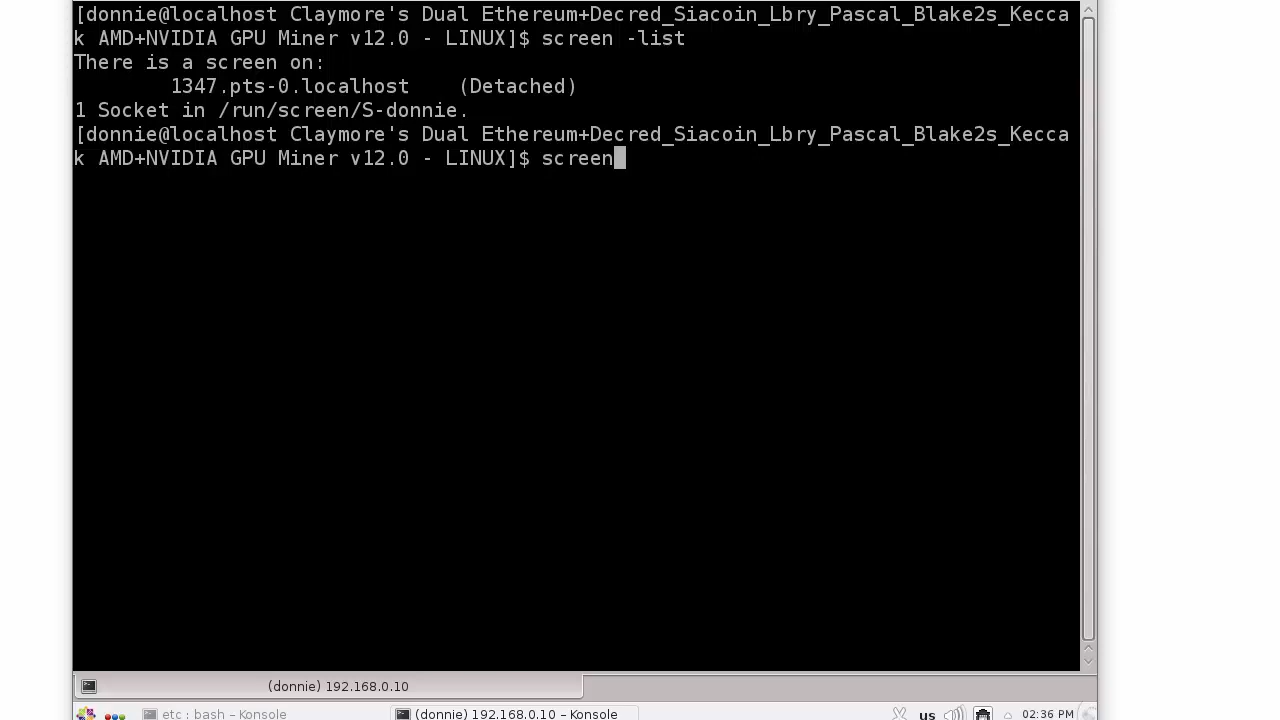 [donnie@localhost Claymore's Dual Ethereum+Decred_Siacoin_Lbry_Pascal_Blake2s_Kecca
k AMD+NVIDIA GPU Miner v12.0 - LINUX]$ screen -list
There is a screen on:
1347.pts-0.localhost (Detached)
1 Socket in /run/screen/S-donnie.
[donnie@localhost Claymore's Dual Ethereum+Decred_Siacoin_Lbry_Pascal_Blake2s_Kecca
k AMD+NVIDIA GPU Miner v12.0 - LINUX]$ screen
(donnie) 192.168.0.10
etc : bash – Konsole (donnie) 192.168.0.10 – Konsole us 02:36 PM